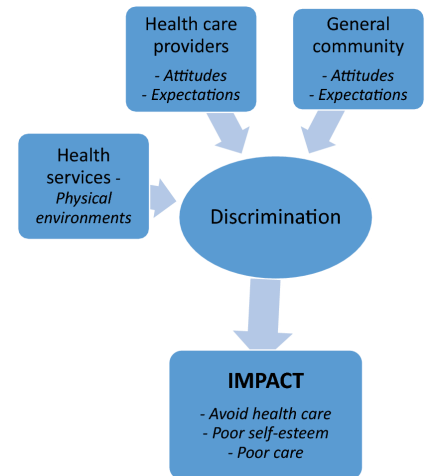 Health care
providers
- Attitudes
- Expectations
General
community
- Attitudes
- Expectations
Health
services -
Physical
environments
Discrimination
IMPACT
- Avoid health care
- Poor self-esteem
- Poor care